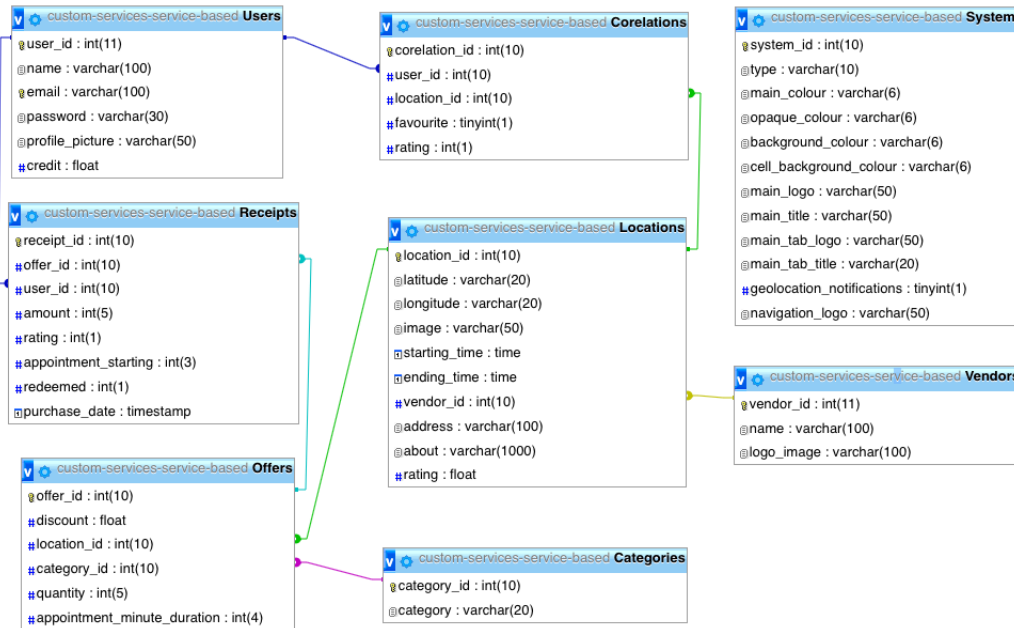 custom-services-service-based Users
user_id : int(11)
name : varchar(100)
email : varchar(100)
password : varchar(30)
profile_picture : varchar(50)
#credit : float
custom-services-service-based Corelations
corelation_id : int(10)
#user_id : int(10)
#location_id : int(10)
#favourite : tinyint(1)
#rating : int(1)
custom-services-service-based System
system_id : int(10)
type : varchar(10)
main_colour : varchar(6)
opaque_colour : varchar(6)
background_colour : varchar(6)
cell_background_colour : varchar(6)
main_logo : varchar(50)
main_title : varchar(50)
main_tab_logo : varchar(50)
main_tab_title : varchar(20)
#geolocation_notifications : tinyint(1)
navigation_logo : varchar(50)
custom-services-service-based Receipts
receipt_id : int(10)
#offer_id : int(10)
#user_id : int(10)
#amount : int(5)
#rating : int(1)
#appointment_starting : int(3)
#redeemed : int(1)
purchase_date : timestamp
custom-services-service-based Locations
location_id : int(10)
latitude : varchar(20)
longitude : varchar(20)
image : varchar(50)
starting_time : time
ending_time : time
#vendor_id : int(10)
address : varchar(100)
about : varchar(1000)
#rating : float
custom-services-service-based Vendors
vendor_id : int(11)
name : varchar(100)
logo_image : varchar(100)
custom-services-service-based Offers
offer_id : int(10)
#discount : float
#location_id : int(10)
#category_id : int(10)
#quantity : int(5)
#appointment_minute_duration : int(4)
custom-services-service-based Categories
category_id : int(10)
category : varchar(20)